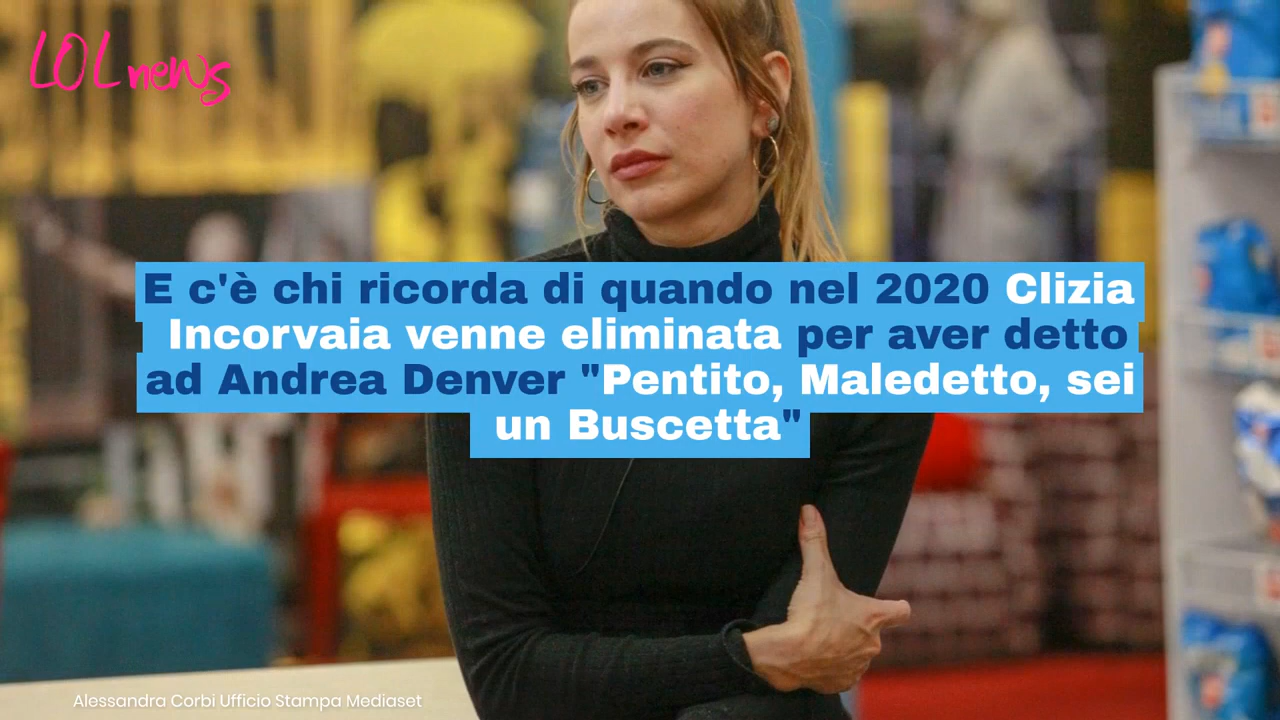 LOL news
E c'è chi ricorda di quando nel 2020 Clizia
Incorvaia venne eliminata per aver detto
ad Andrea Denver "Pentito, Maledetto, sei
un Buscetta"
Alessandra Corbi Ufficio Stampa Mediaset